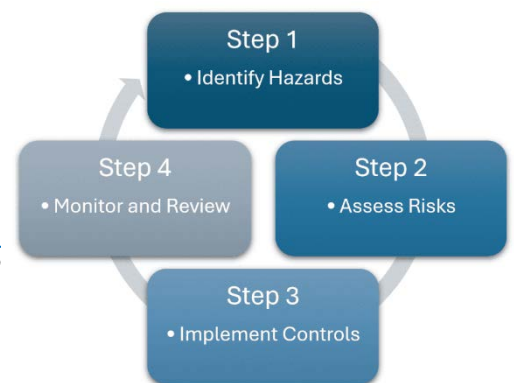 Step 1
• Identify Hazards
Step 2
• Assess Risks
Step 3
• Implement Controls
Step 4
• Monitor and Review